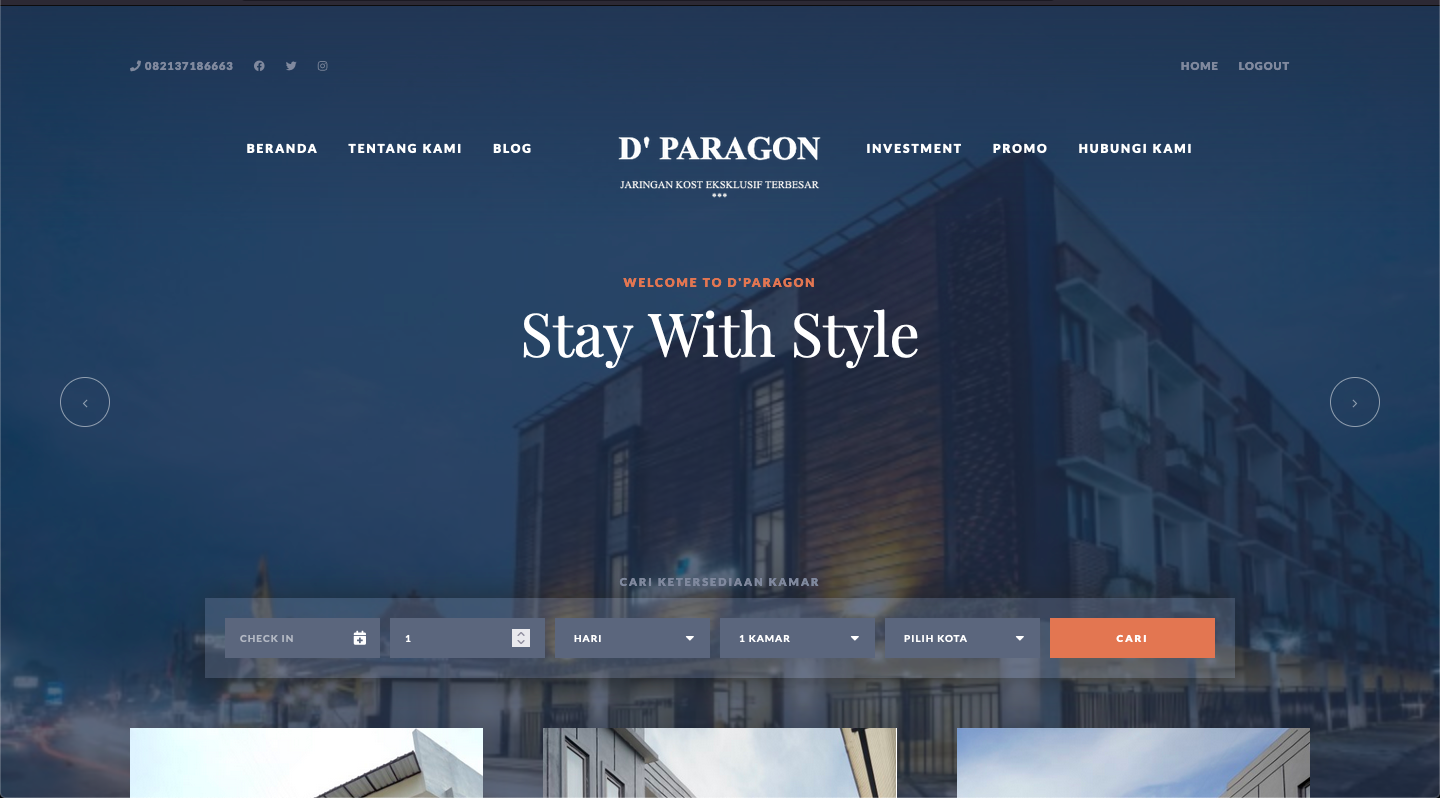 082137186663
HOME LOGOUT
BERANDA TENTANG KAMI BLOG
D' PARAGON
JARINGAN KOST EKSKLUSIF TERBESAR
INVESTMENT PROMO HUBUNGI KAMI
WELCOME TO D'PARAGON
Stay With Style
CARI KETERSEDIAAN KAMAR
CHECK IN 1 HARI 1 KAMAR PILIH KOTA CARI